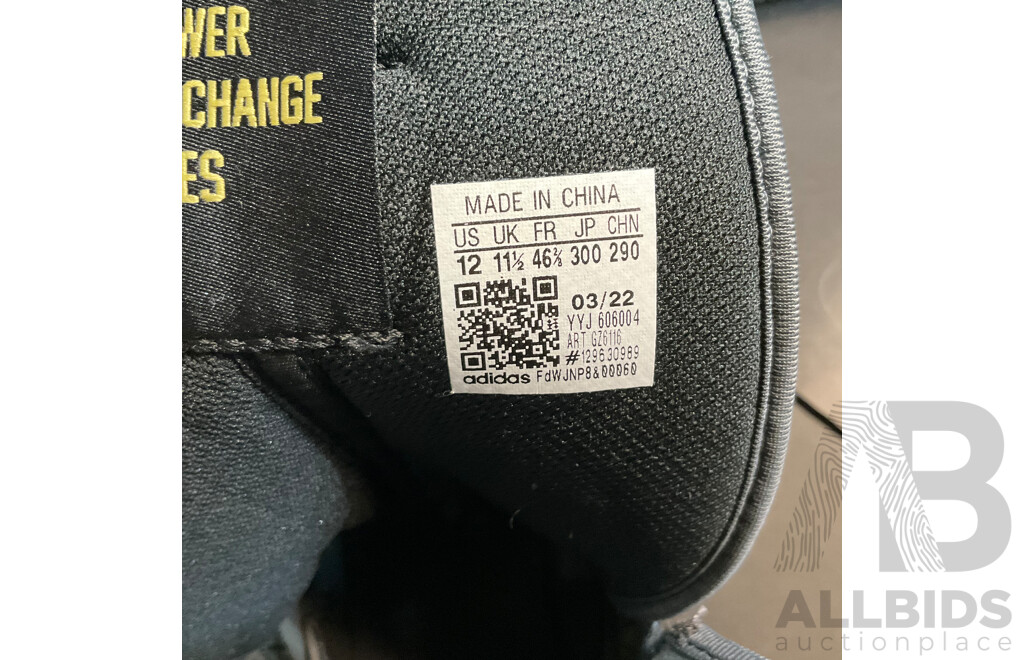 WER
CHANGE
ES
MADE IN CHINA
US UK FR JP CHN
12 11½ 46⅔ 300 290
03/22
YYJ 606004
ART GZ6116
#129630989
adidas FdWJNP8&00060
AB
ALLBIDS
auctionplace